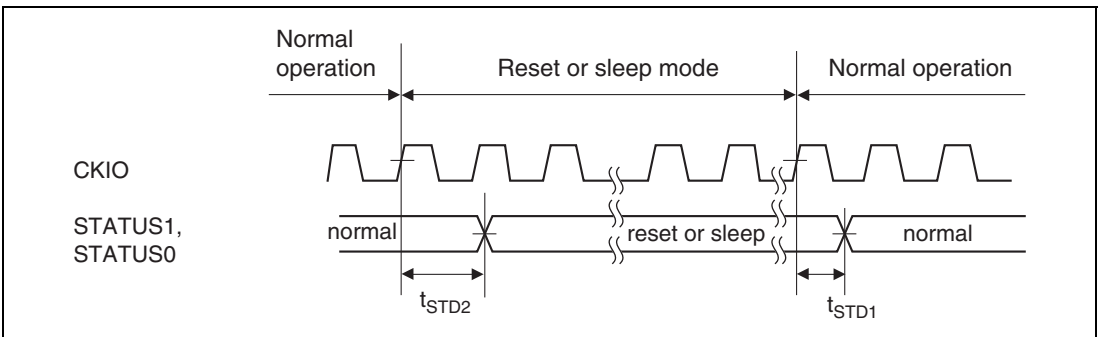 Normal
operation
Reset or sleep mode
Normal operation
CKIO
STATUS1,
STATUS0
normal
reset or sleep
normal
tSTD2
tSTD1